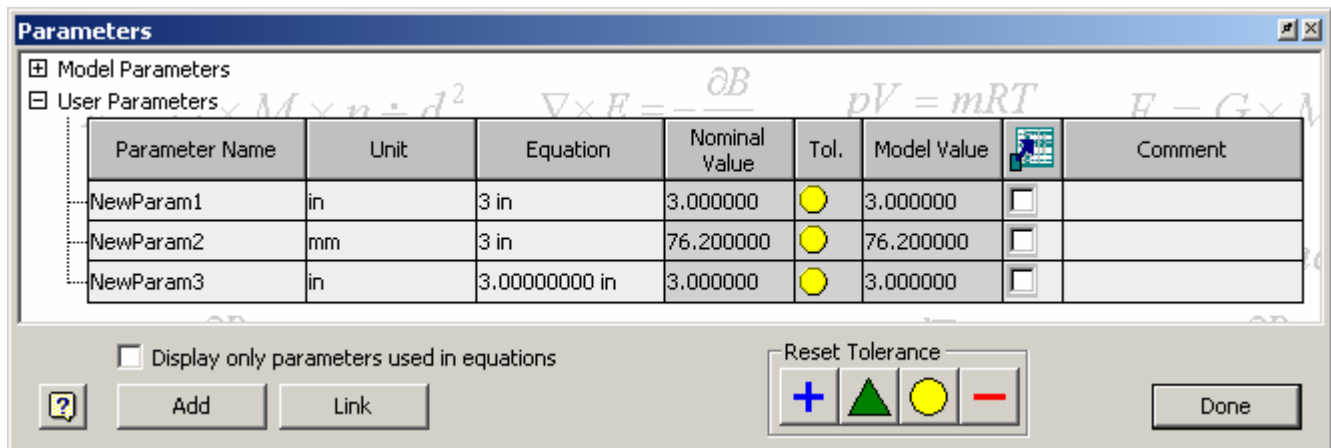 Parameters
Model Parameters
User Parameters
× M × n ÷ d²   ∇ × E = − ∂B   pV = mRT   F = G × M
Parameter Name Unit Equation Nominal Value Tol. Model Value Comment
NewParam1 in 3 in 3.000000 3.000000
NewParam2 mm 3 in 76.200000 76.200000
NewParam3 in 3.00000000 in 3.000000 3.000000
Display only parameters used in equations
Reset Tolerance
Add Link Done